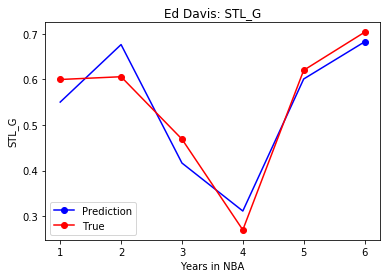 Ed Davis: STL_G
0.7
0.6
0.5
0.4
0.3
STL_G
Prediction
True
1 2 3 4 5 6
Years in NBA